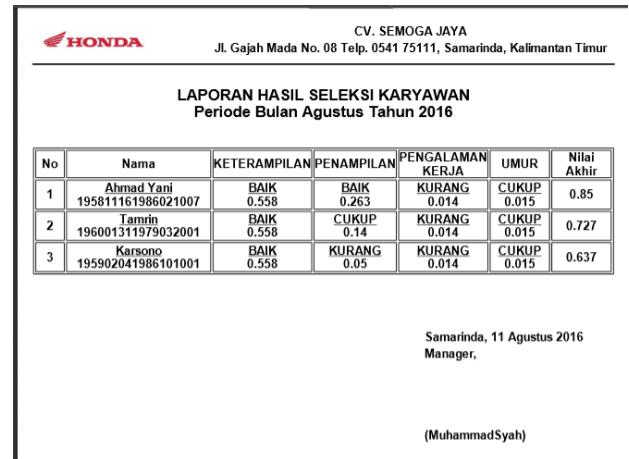 HONDA
CV. SEMOGA JAYA
Jl. Gajah Mada No. 08 Telp. 0541 75111, Samarinda, Kalimantan Timur
LAPORAN HASIL SELEKSI KARYAWAN
Periode Bulan Agustus Tahun 2016
No Nama KETERAMPILAN PENAMPILAN PENGALAMAN KERJA UMUR Nilai Akhir
1 Ahmad Yani BAIK BAIK KURANG CUKUP 0.85
195811161986021007 0.558 0.263 0.014 0.015
2 Tamrin BAIK CUKUP KURANG CUKUP 0.727
196001311979032001 0.558 0.14 0.014 0.015
3 Karsono BAIK KURANG KURANG CUKUP 0.637
195902041986101001 0.558 0.05 0.014 0.015
Samarinda, 11 Agustus 2016
Manager,
(MuhammadSyah)